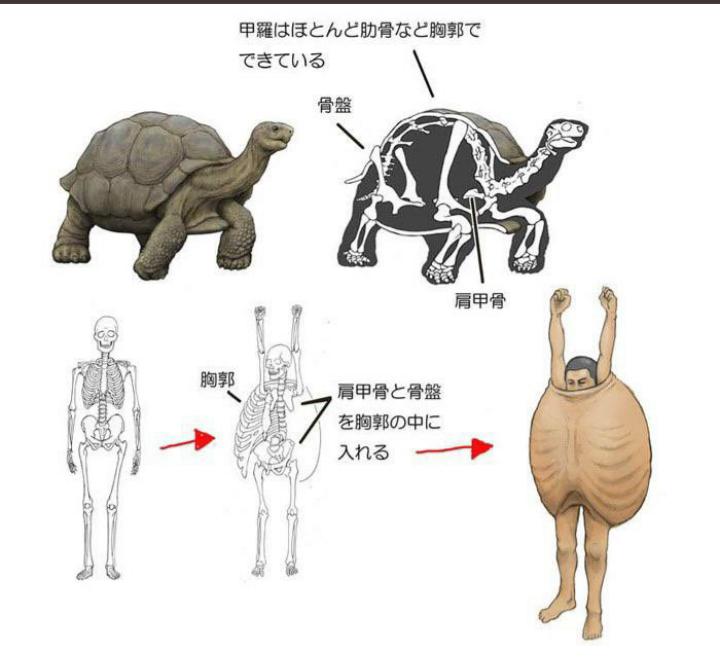 甲羅はほとんど肋骨など胸郭で
できている
骨盤
肩甲骨
胸郭
肩甲骨と骨盤
を胸郭の中に
入れる